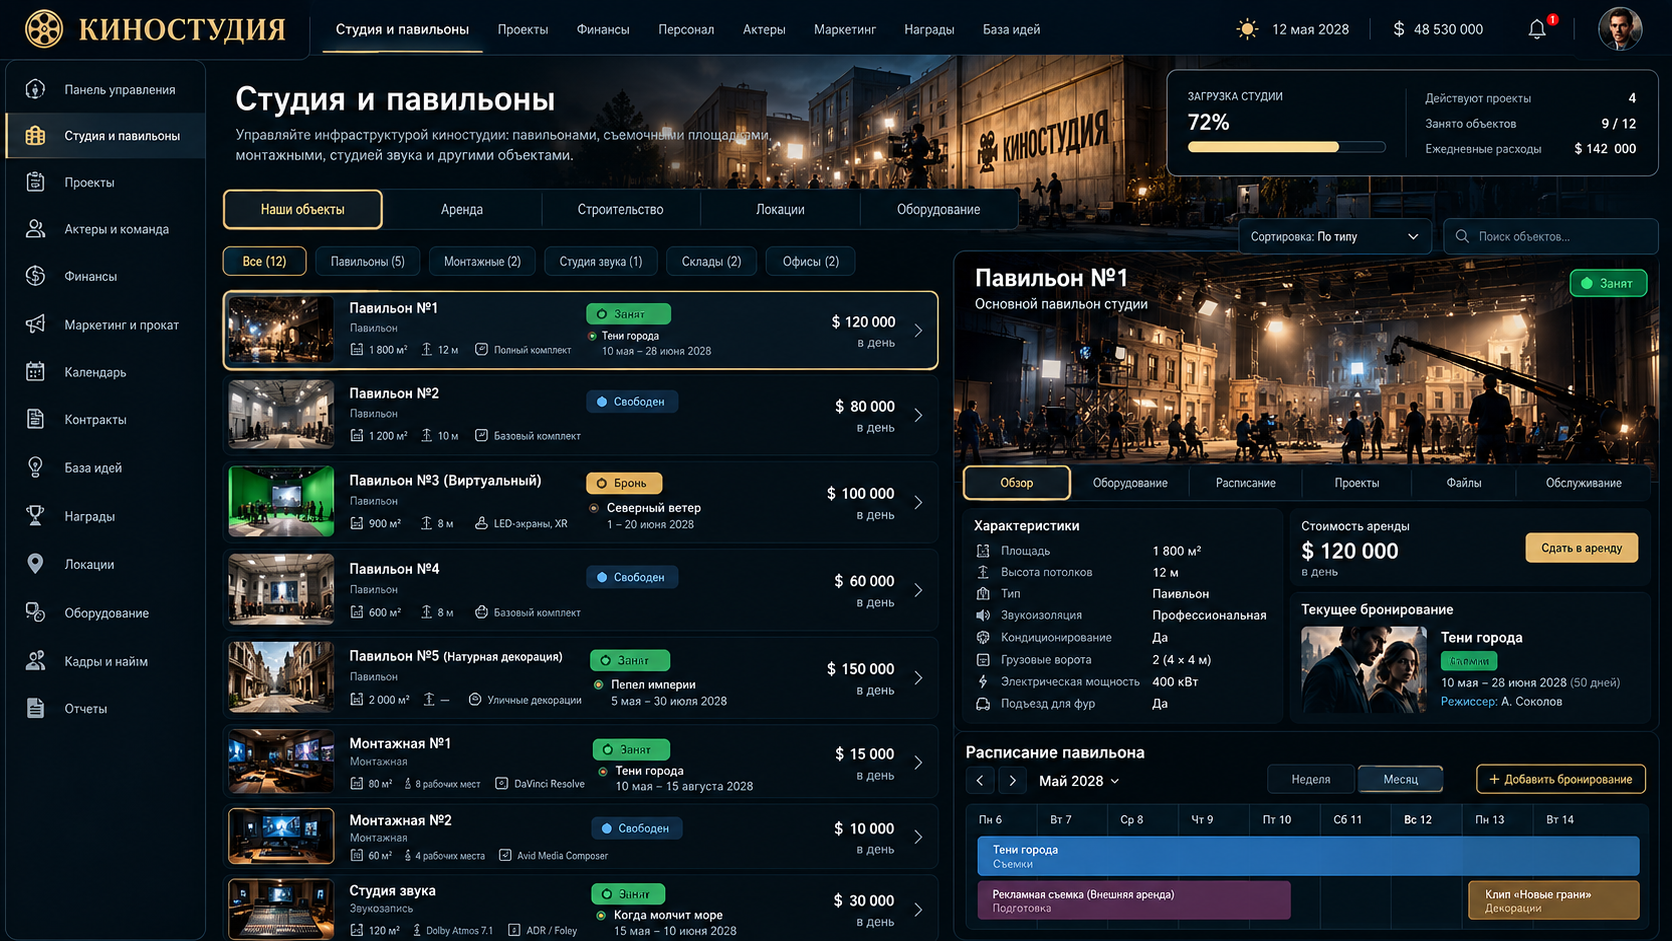 КИНОСТУДИЯ
Студия и павильоны
Проекты
Финансы
Персонал
Актеры
Маркетинг
Награды
База идей
12 мая 2028
$ 48 530 000
1
Панель управления
Студия и павильоны
Проекты
Актеры и команда
Финансы
Маркетинг и прокат
Календарь
Контракты
База идей
Награды
Локации
Оборудование
Кадры и найм
Отчеты
Студия и павильоны
Управляйте инфраструктурой киностудии: павильонами, съемочными площадками,
монтажными, студией звука и другими объектами.
КИНОСТУДИЯ
ЗАГРУЗКА СТУДИИ
72%
Действуют проекты 4
Занято объектов 9 / 12
Ежедневные расходы $ 142 000
Наши объекты
Аренда
Строительство
Локации
Оборудование
Сортировка: По типу
Поиск объектов...
Все (12)
Павильоны (5)
Монтажные (2)
Студия звука (1)
Склады (2)
Офисы (2)
Павильон №1
Павильон
1 800 м² 12 м Полный комплект
Занят
Тени города
10 мая – 28 июня 2028
$ 120 000
в день
Павильон №2
Павильон
1 200 м² 10 м Базовый комплект
Свободен
$ 80 000
в день
Павильон №3 (Виртуальный)
Павильон
900 м² 8 м LED-экраны, XR
Бронь
Северный ветер
1 – 20 июня 2028
$ 100 000
в день
Павильон №4
Павильон
600 м² 8 м Базовый комплект
Свободен
$ 60 000
в день
Павильон №5 (Натурная декорация)
Павильон
2 000 м² — Уличные декорации
Занят
Пепел империи
5 мая – 30 июля 2028
$ 150 000
в день
Монтажная №1
Монтажная
80 м² 8 рабочих мест DaVinci Resolve
Занят
Тени города
10 мая – 15 августа 2028
$ 15 000
в день
Монтажная №2
Монтажная
60 м² 4 рабочих места Avid Media Composer
Свободен
$ 10 000
в день
Студия звука
Звукозапись
120 м² Dolby Atmos 7.1 ADR / Foley
Занят
Когда молчит море
15 мая – 10 июня 2028
$ 30 000
в день
Павильон №1
Основной павильон студии
Занят
Обзор
Оборудование
Расписание
Проекты
Файлы
Обслуживание
Характеристики
Площадь 1 800 м²
Высота потолков 12 м
Тип Паивльон
Звукоизоляция Профессиональная
Кондиционирование Да
Грузовые ворота 2 (4 × 4 м)
Электрическая мощность 400 кВт
Подъезд для фур Да
Стоимость аренды
$ 120 000
в день
Сдать в аренду
Текущее бронирование
Тени города
10 мая – 28 июня 2028 (50 дней)
Режиссер: А. Соколов
Расписание павильона
Май 2028
Неделя
Месяц
+ Добавить бронирование
Пн 6
Вт 7
Ср 8
Чт 9
Пт 10
Сб 11
Вс 12
Пн 13
Вт 14
Тени города
Съемки
Рекламная съемка (Внешняя аренда)
Подготовка
Клип «Новые грани»
Декорации